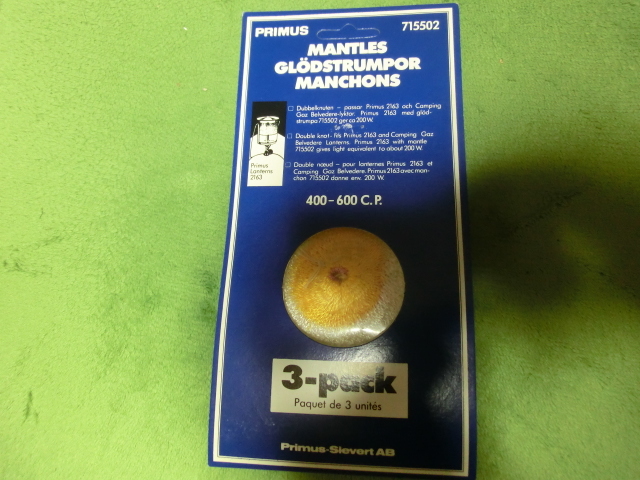 PRIMUS
715502
MANTLES
GLÖDSTRUMPOR
MANCHONS
Dubbelknuten – passar Primus 2163 och Camping
Gaz Belvedere-lyktor. Primus 2163 med glöd-
strumpa 715502 ger ca 200 W.
Double knot - fits Primus 2163 and Camping Gaz
Belvedere Lanterns. Primus 2163 with mantle
715502 gives light equivalent to about 200 W.
Double nœud – pour lanternes Primus 2163 et
Camping Gaz Belvedere. Primus 2163 avec man-
chon 715502 donne env. 200 W.
Primus
Lanterns
2163
400–600 C.P.
3-pack
Paquet de 3 unités
Primus-Sievert AB